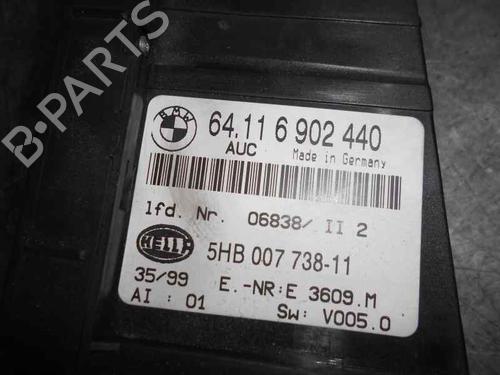 B-PARTS
BMW
64.11 6 902 440
AUC Made in Germany
lfd. Nr. 06838/ II 2
HELLA 5HB 007 738-11
35/99 E.-NR:E 3609.M
AI : 01 SW: V005.0